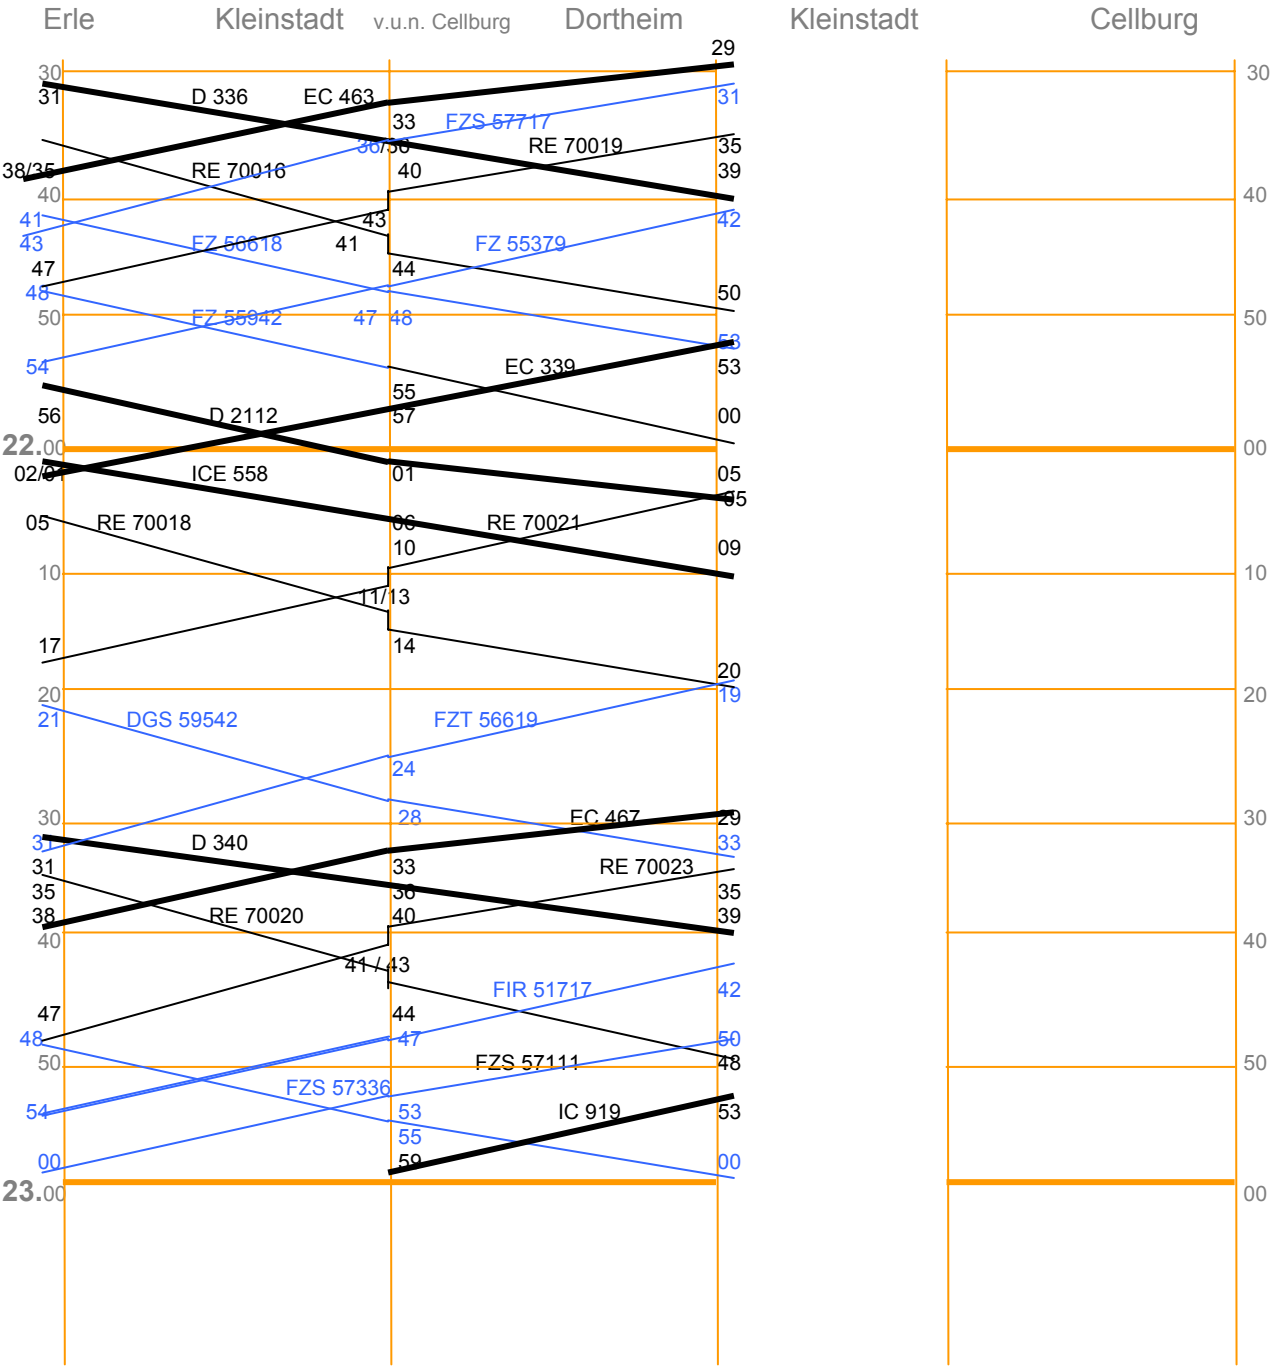 Erle Kleinstadt v.u.n. Cellburg Dortheim Kleinstadt Cellburg
29
30 30
31 D 336 EC 463 31
33 FZS 57717
36/36 RE 70019 35
38/35 RE 70016 40 39
40 40
41 43 42
43 FZ 56618 41 FZ 55379
47 44
48 50
50 FZ 55942 47 48 50
53
54 EC 339 53
55
56 D 2112 57 00
22.00 00
02/01 ICE 558 01 05
05
05 RE 70018 06 RE 70021
10 09
10 10
11/13
17 14
20
20 19 20
21 DGS 59542 FZT 56619
24
30 28 EC 467 29 30
31 D 340 33
31 33 RE 70023
35 36 35
38 RE 70020 40 39
40 40
41 / 43
FIR 51717 42
47 44
48 47 50
50 FZS 57111 48 50
FZS 57336
54 53 IC 919 53
55
00 59 00
23.00 00